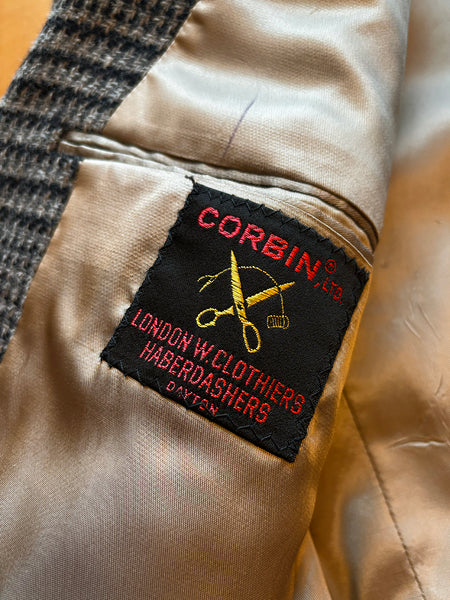 CORBIN,® LTD.
LONDON W. CLOTHIERS
HABERDASHERS
DAYTON